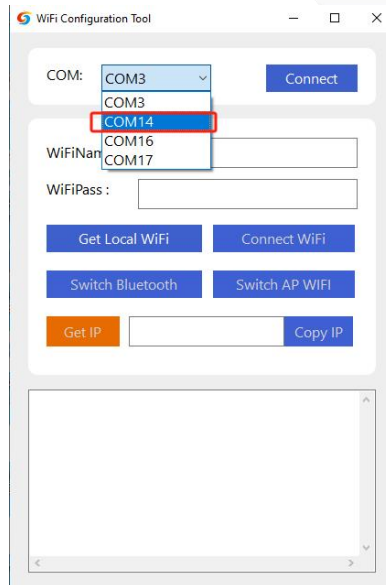 WiFi Configuration Tool
COM: COM3 Connect
COM3
COM14
COM16
COM17
WiFiNam
WiFiPass :
Get Local WiFi Connect WiFi
Switch Bluetooth Switch AP WIFI
Get IP Copy IP